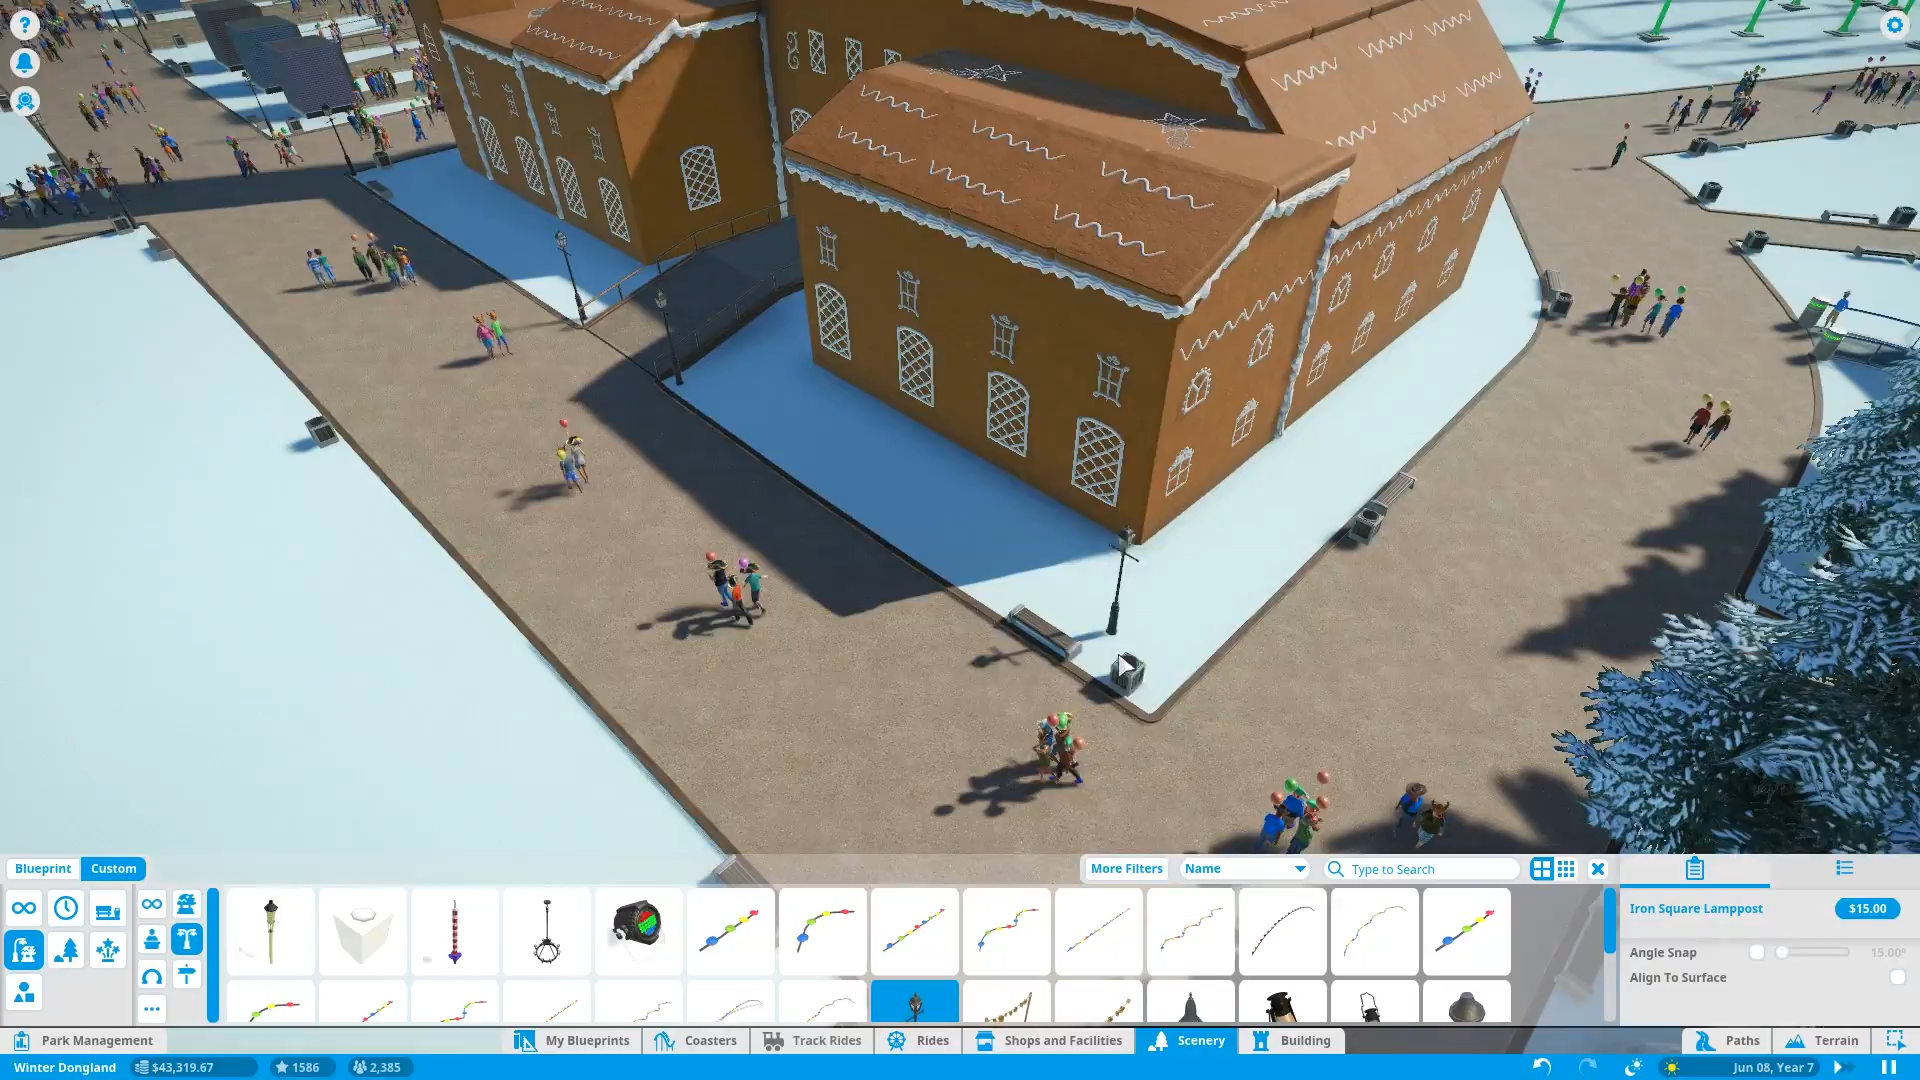 Blueprint
Custom
More Filters
Name
Type to Search
Iron Square Lamppost
$15.00
Angle Snap
15.00°
Align To Surface
Park Management
My Blueprints
Coasters
Track Rides
Rides
Shops and Facilities
Scenery
Building
Paths
Terrain
Winter Dongland
$43,319.67
1586
2,385
Jun 08, Year 7